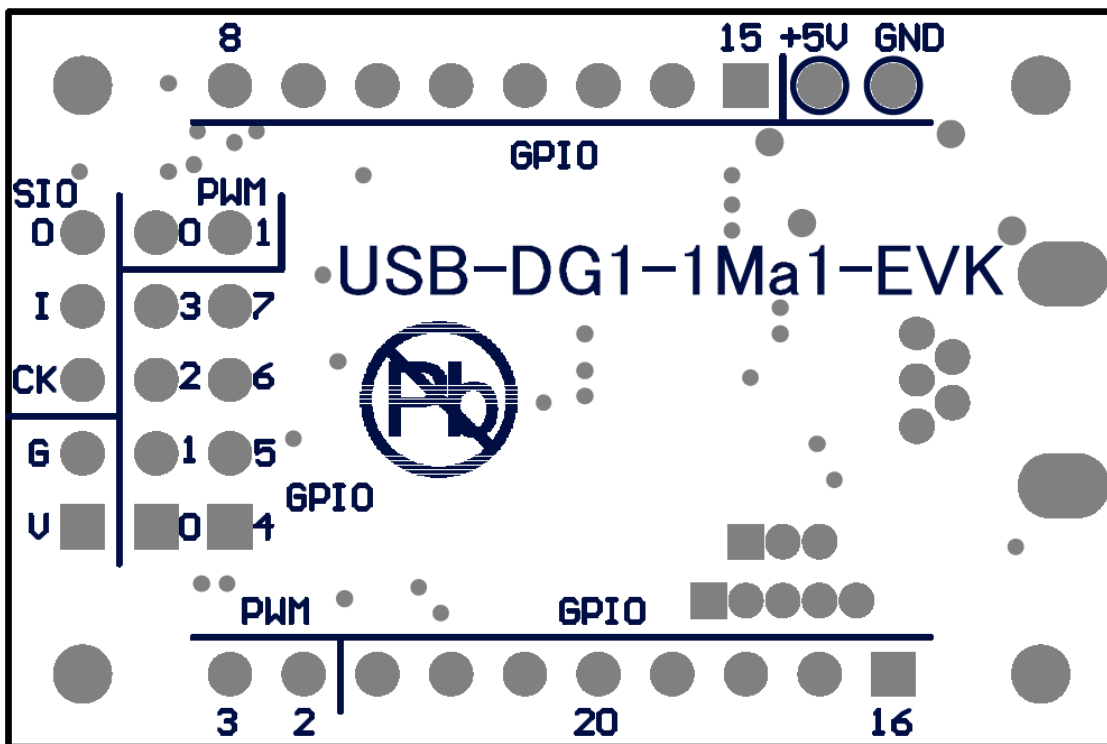 8 15 +5V GND
GPIO
SIO PWM
O 0 1
USB-DG1-1Ma1-EVK
I 3 7
Pb
CK 2 6
G 1 5
GPIO
V 0 4
PWM GPIO
3 2 20 16